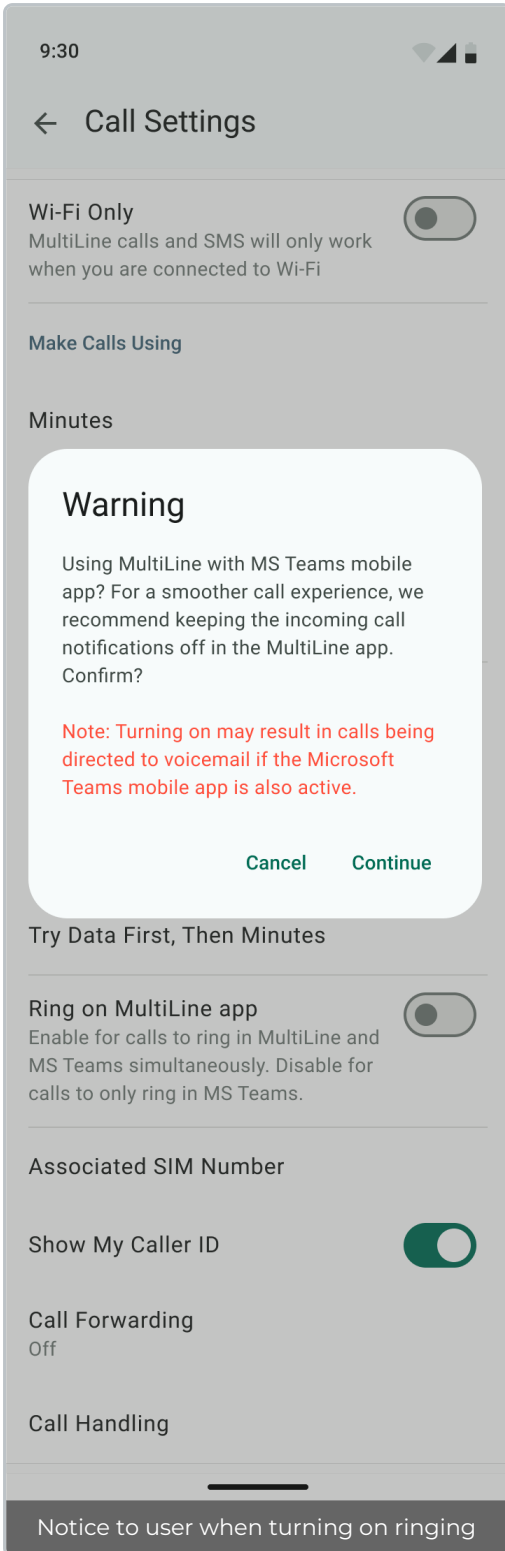 9:30
Call Settings
Wi-Fi Only
MultiLine calls and SMS will only work
when you are connected to Wi-Fi
Make Calls Using
Minutes
Warning
Using MultiLine with MS Teams mobile
app? For a smoother call experience, we
recommend keeping the incoming call
notifications off in the MultiLine app.
Confirm?
Note: Turning on may result in calls being
directed to voicemail if the Microsoft
Teams mobile app is also active.
Cancel Continue
Try Data First, Then Minutes
Ring on MultiLine app
Enable for calls to ring in MultiLine and
MS Teams simultaneously. Disable for
calls to only ring in MS Teams.
Associated SIM Number
Show My Caller ID
Call Forwarding
Off
Call Handling
Notice to user when turning on ringing